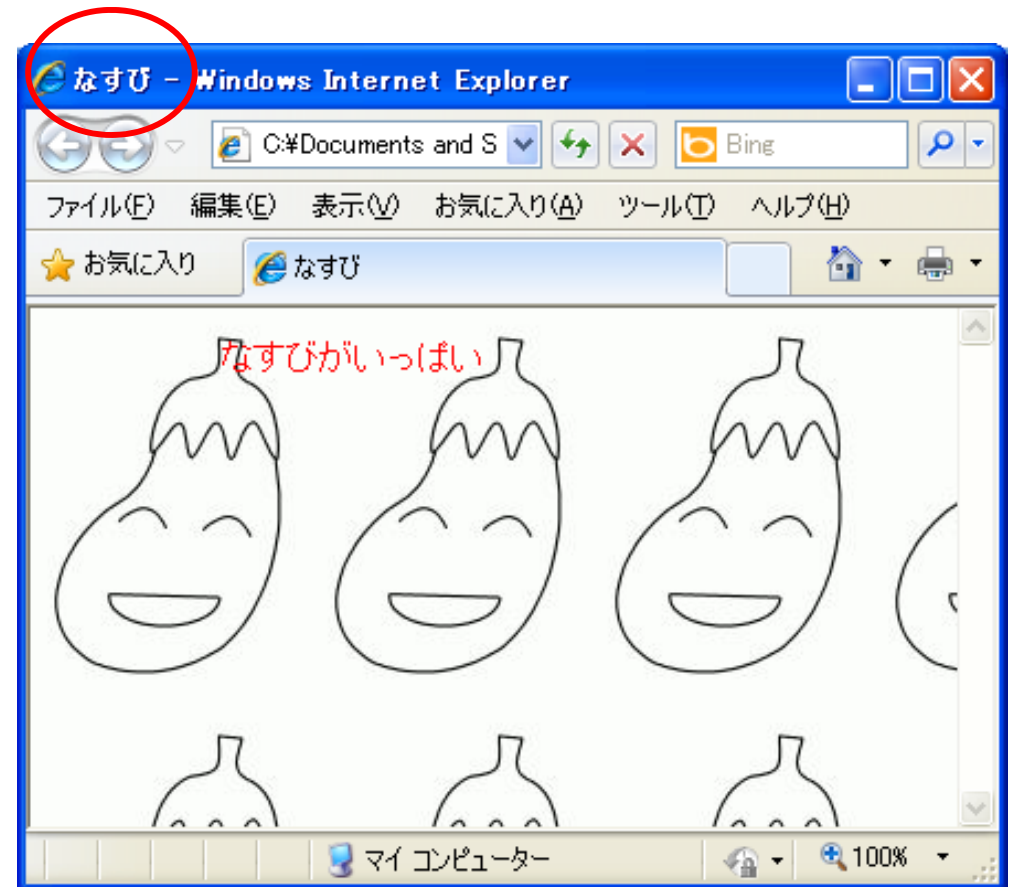 なすび - Windows Internet Explorer
C:¥Documents and S
Bing
ファイル(F) 編集(E) 表示(V) お気に入り(A) ツール(T) ヘルプ(H)
お気に入り なすび
なすびがいっぱい
マイ コンピューター 100%